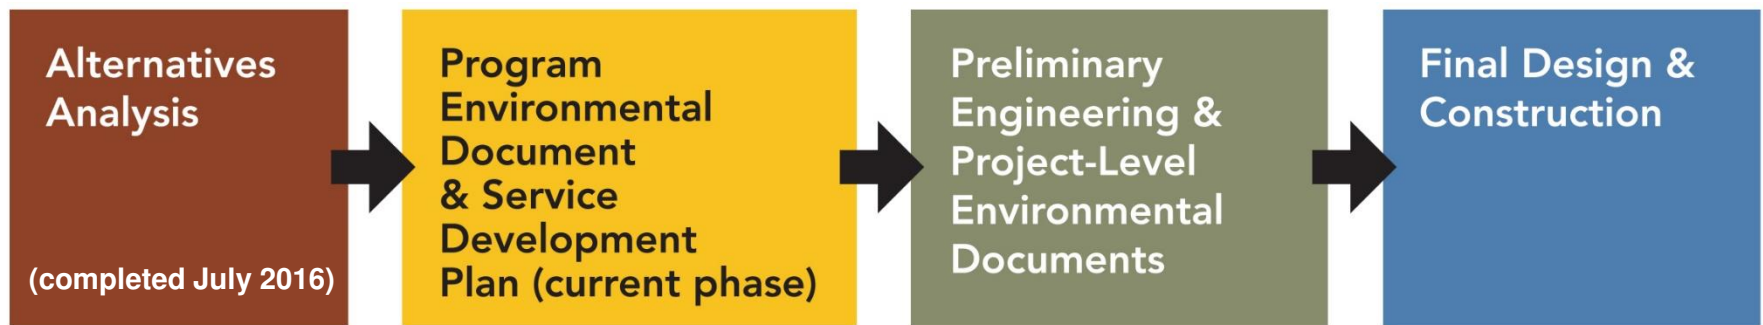 Alternatives
Analysis
(completed July 2016)
Program
Environmental
Document
& Service
Development
Plan (current phase)
Preliminary
Engineering &
Project-Level
Environmental
Documents
Final Design &
Construction